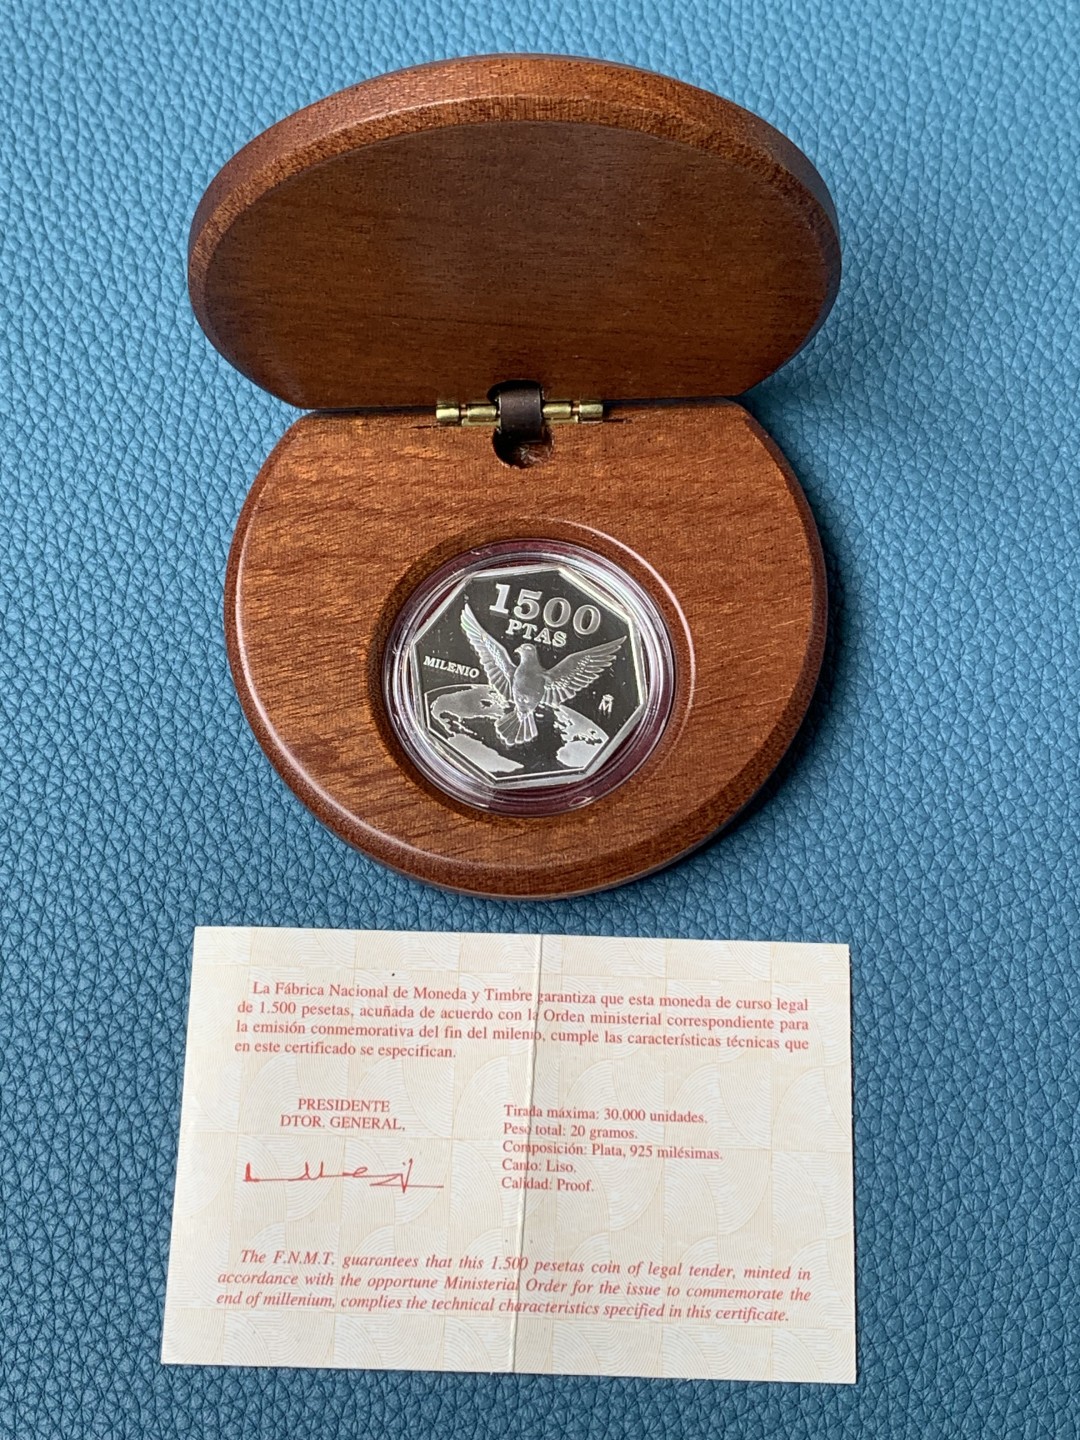 1500
PTAS
MILENIO
M
La Fábrica Nacional de Moneda y Timbre garantiza que esta moneda de curso legal
de 1.500 pesetas, acuñada de acuerdo con la Orden ministerial correspondiente para
la emisión conmemorativa del fin del milenio, cumple las características técnicas que
en este certificado se especifican.
PRESIDENTE
DTOR. GENERAL,
Tirada máxima: 30.000 unidades.
Peso total: 20 gramos.
Composición: Plata, 925 milésimas.
Canto: Liso.
Calidad: Proof.
The F.N.M.T. guarantees that this 1.500 pesetas coin of legal tender, minted in
accordance with the opportune Ministerial Order for the issue to commemorate the
end of millenium, complies the technical characteristics specified in this certificate.